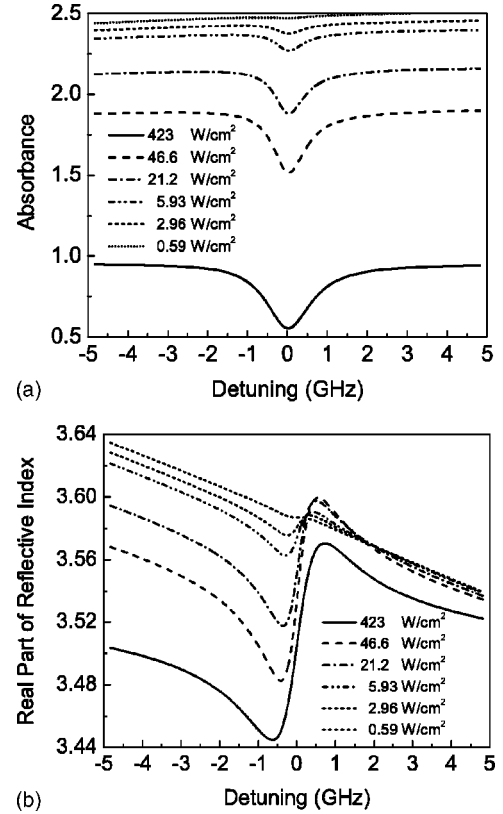 2.5
2.0
1.5
1.0
0.5
Absorbance
423 W/cm²
46.6 W/cm²
21.2 W/cm²
5.93 W/cm²
2.96 W/cm²
0.59 W/cm²
-5 -4 -3 -2 -1 0 1 2 3 4 5
(a) Detuning (GHz)
3.64
3.60
3.56
3.52
3.48
3.44
Real Part of Reflective Index
423 W/cm²
46.6 W/cm²
21.2 W/cm²
5.93 W/cm²
2.96 W/cm²
0.59 W/cm²
-5 -4 -3 -2 -1 0 1 2 3 4 5
(b) Detuning (GHz)